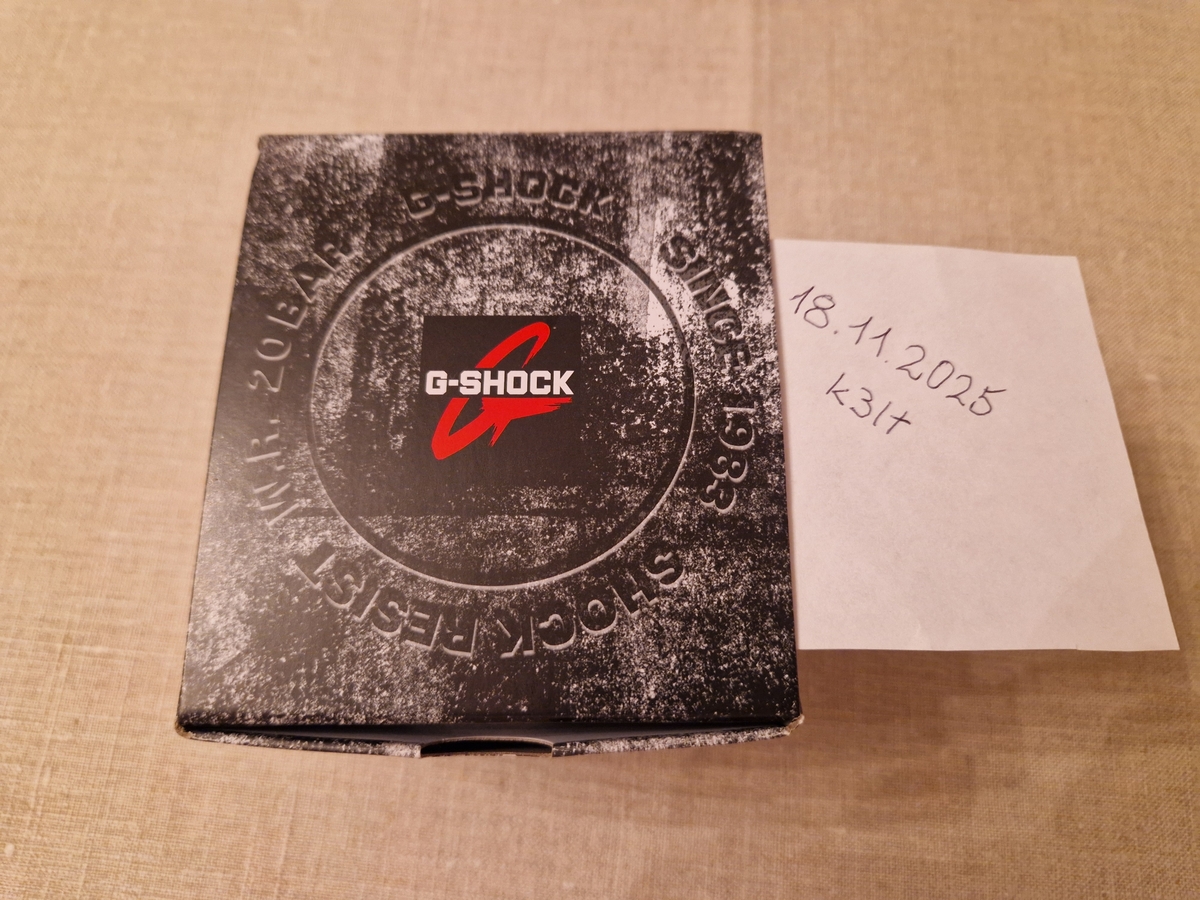 G-SHOCK
SINCE 1983
SHOCK RESIST
W.R. 20BAR
G-SHOCK
18.11.2025
k3lt